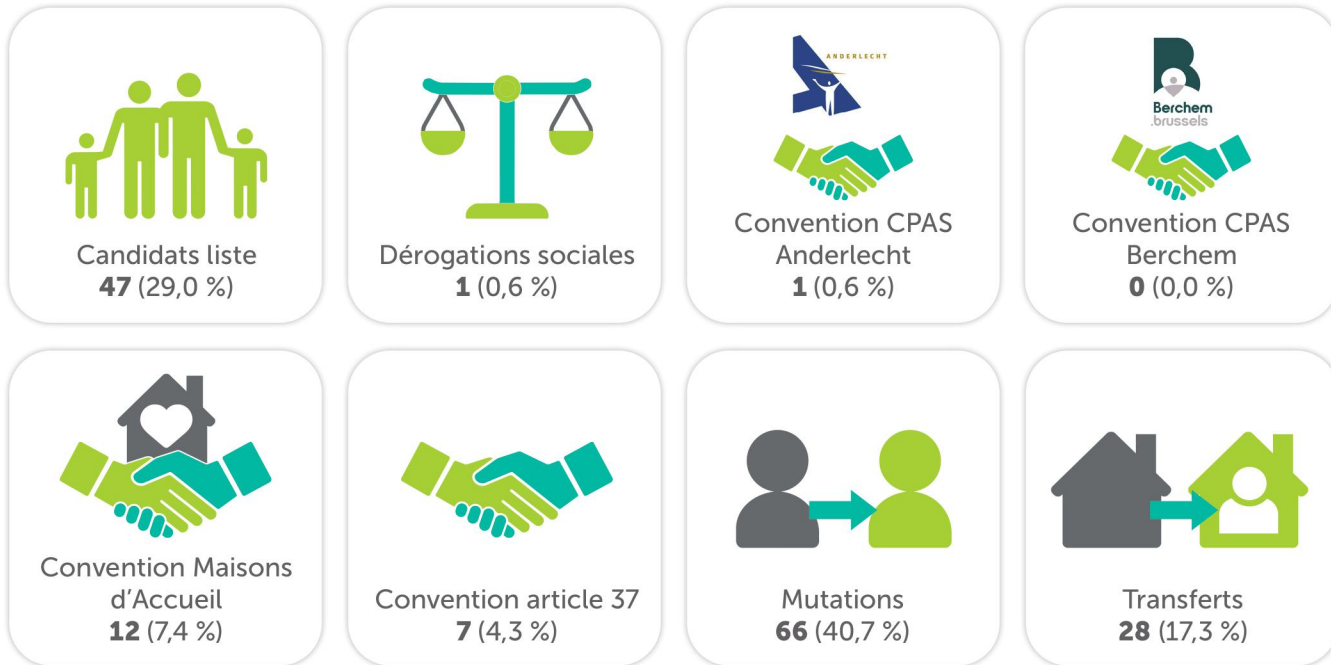 Candidats liste
47 (29,0 %)
Dérogations sociales
1 (0,6 %)
ANDERLECHT
Convention CPAS
Anderlecht
1 (0,6 %)
Berchem
.brussels
Convention CPAS
Berchem
0 (0,0 %)
Convention Maisons
d’Accueil
12 (7,4 %)
Convention article 37
7 (4,3 %)
Mutations
66 (40,7 %)
Transferts
28 (17,3 %)